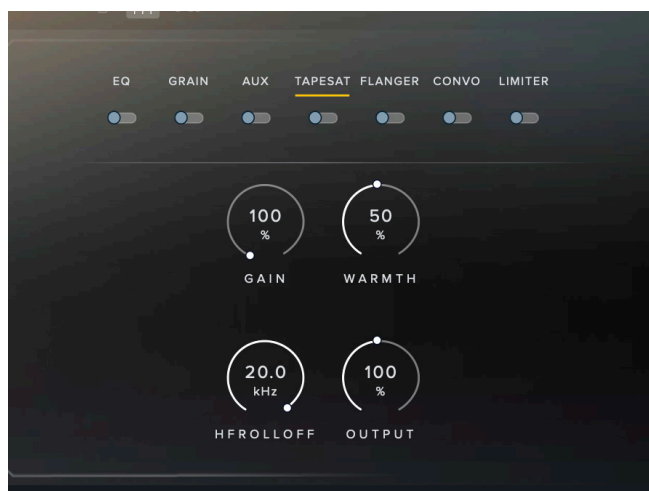 EQ GRAIN AUX TAPESAT FLANGER CONVO LIMITER
100 50
% %
GAIN WARMTH
20.0 100
kHz %
HFROLLOFF OUTPUT